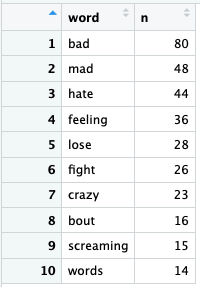 word n
1 bad 80
2 mad 48
3 hate 44
4 feeling 36
5 lose 28
6 fight 26
7 crazy 23
8 bout 16
9 screaming 15
10 words 14